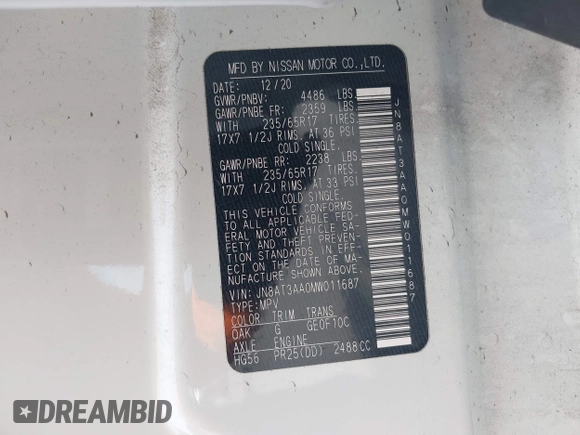 MFD BY NISSAN MOTOR CO.,LTD.
DATE: 12/20
GVWR/PNBV: 4486 LBS.
GAWR/PNBE FR: 2359 LBS.
WITH 235/65R17 TIRES.
17X7 1/2J RIMS, AT 36 PSI
COLD SINGLE.
GAWR/PNBE RR: 2238 LBS.
WITH 235/65R17 TIRES.
17X7 1/2J RIMS, AT 33 PSI
COLD SINGLE.
THIS VEHICLE CONFORMS
TO ALL APPLICABLE FED-
ERAL MOTOR VEHICLE SA-
FETY AND THEFT PREVEN-
TION STANDARDS IN EFF-
ECT ON THE DATE OF MA-
NUFACTURE SHOWN ABOVE.
VIN: JN8AT3AA0MW011687
TYPE:MPV
COLOR TRIM TRANS
QAK G GE0F10C
AXLE ENGINE
HG56 PR25(DD) 2488CC
JN8AT3AA0MW011687
DREAMBID